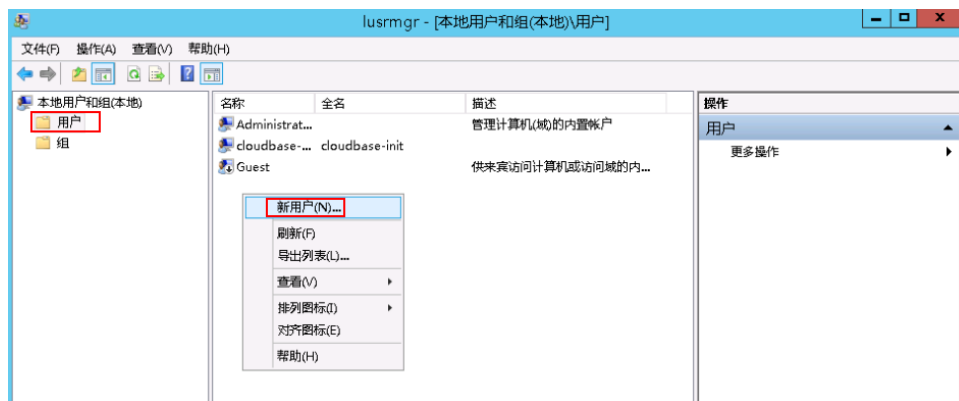 lusrmgr - [本地用户和组(本地)\用户]
文件(F) 操作(A) 查看(V) 帮助(H)
本地用户和组(本地)
用户
组
名称 全名 描述
Administrat... 管理计算机(域)的内置帐户
cloudbase-... cloudbase-init
Guest 供来宾访问计算机或访问域的内...
新用户(N)...
刷新(F)
导出列表(L)...
查看(V)
排列图标(I)
对齐图标(E)
帮助(H)
操作
用户
更多操作